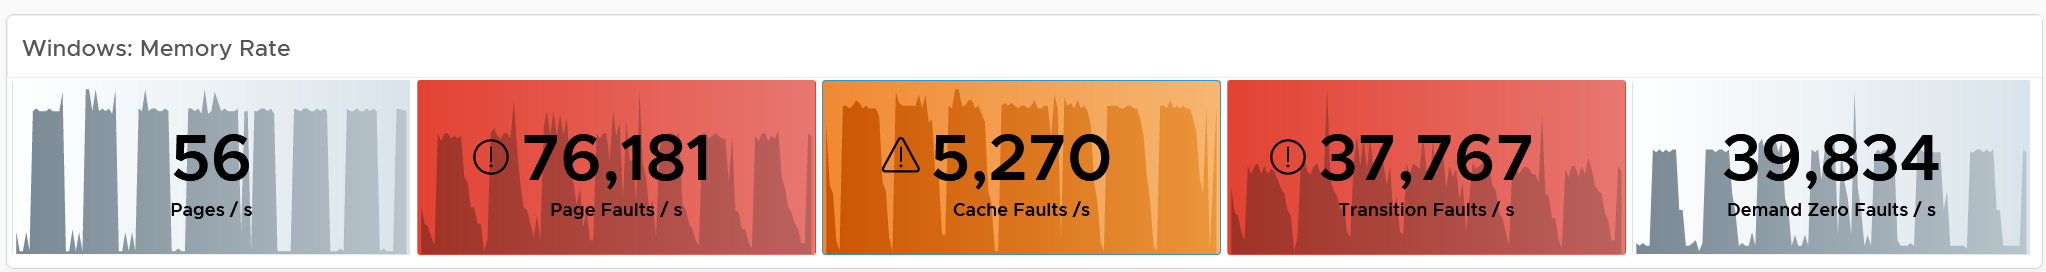 Windows: Memory Rate
56
Pages / s
76,181
Page Faults / s
5,270
Cache Faults /s
37,767
Transition Faults / s
39,834
Demand Zero Faults / s